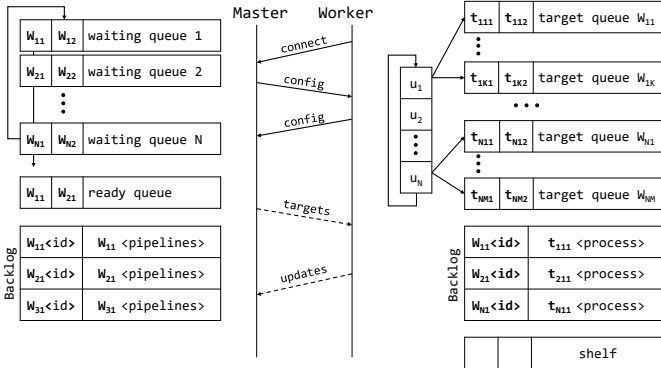 Master Worker
W11 W12 waiting queue 1
W21 W22 waiting queue 2
WN1 WN2 waiting queue N
W11 W21 ready queue
Backlog
W11<id> W11 <pipelines>
W21<id> W21 <pipelines>
W31<id> W31 <pipelines>
connect
config
config
targets
updates
u1
u2
uN
t111 t112 target queue W11
t1K1 t1K2 target queue W1K
tN11 tN12 target queue WN1
tNM1 tNM2 target queue WNM
Backlog
W11<id> t111 <process>
W21<id> t211 <process>
WN1<id> tN11 <process>
shelf